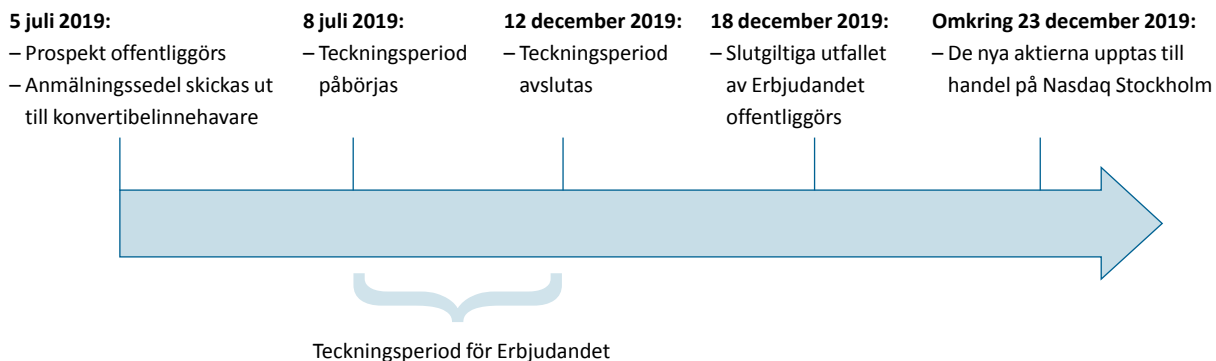 5 juli 2019:
– Prospekt offentliggörs
– Anmälningssedel skickas ut
till konvertibelinnehavare
8 juli 2019:
– Teckningsperiod
påbörjas
12 december 2019:
– Teckningsperiod
avslutas
18 december 2019:
– Slutgiltiga utfallet
av Erbjudandet
offentliggörs
Omkring 23 december 2019:
– De nya aktierna upptas till
handel på Nasdaq Stockholm
Teckningsperiod för Erbjudandet